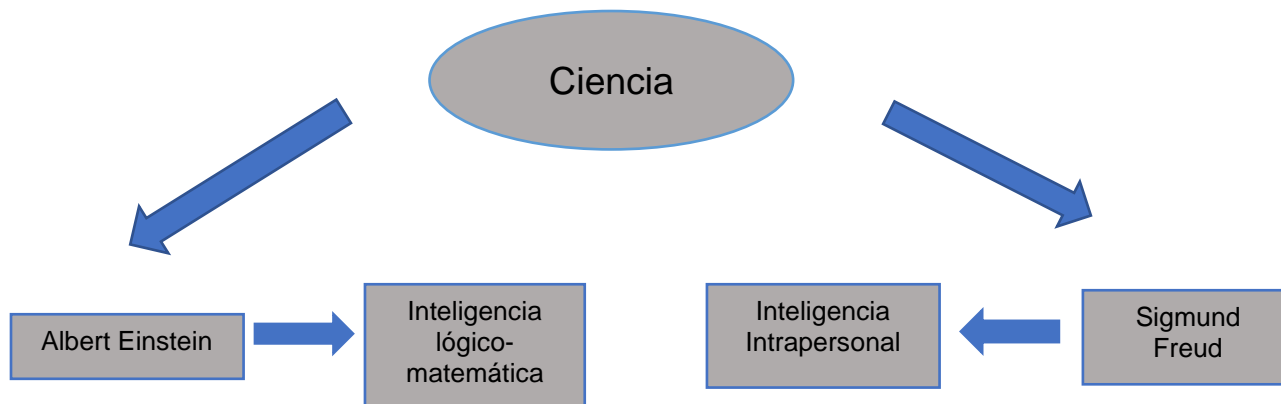 Ciencia
Albert Einstein
Inteligencia
lógico-
matemática
Inteligencia
Intrapersonal
Sigmund
Freud